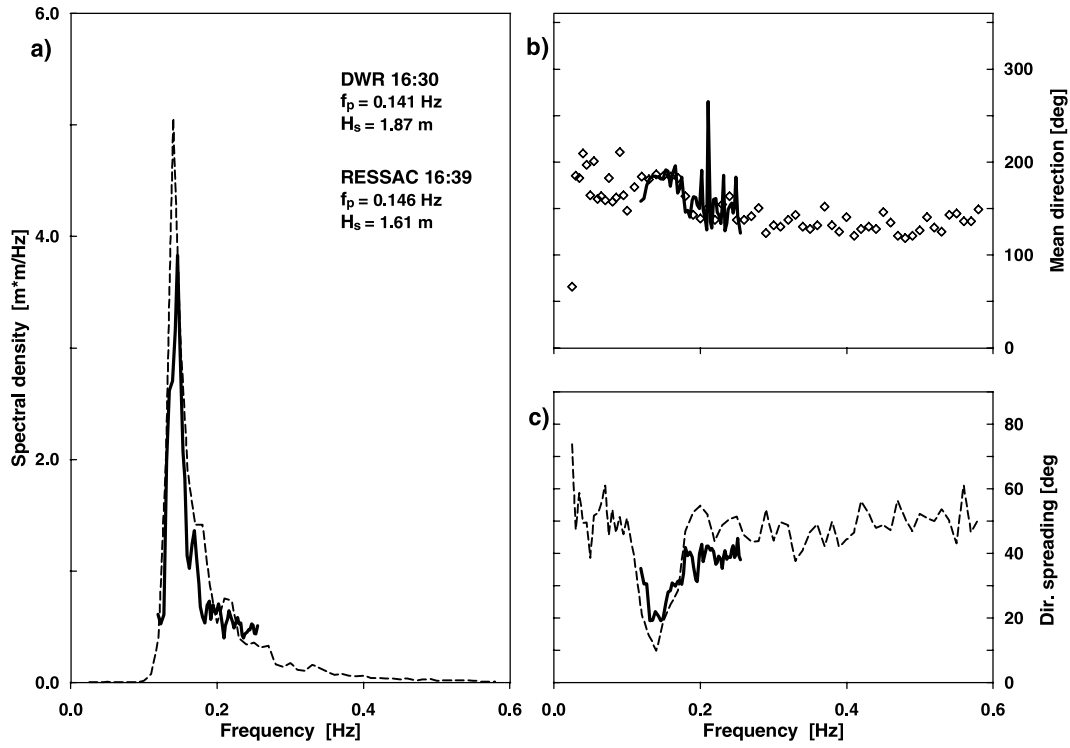 a)
6.0
4.0
2.0
0.0
Spectral density [m*m/Hz]
DWR 16:30
fp = 0.141 Hz
Hs = 1.87 m
RESSAC 16:39
fp = 0.146 Hz
Hs = 1.61 m
0.0 0.2 0.4 0.6
Frequency [Hz]
b)
300
200
100
0
Mean direction [deg]
c)
80
60
40
20
0
Dir. spreading [deg
0.0 0.2 0.4 0.6
Frequency [Hz]